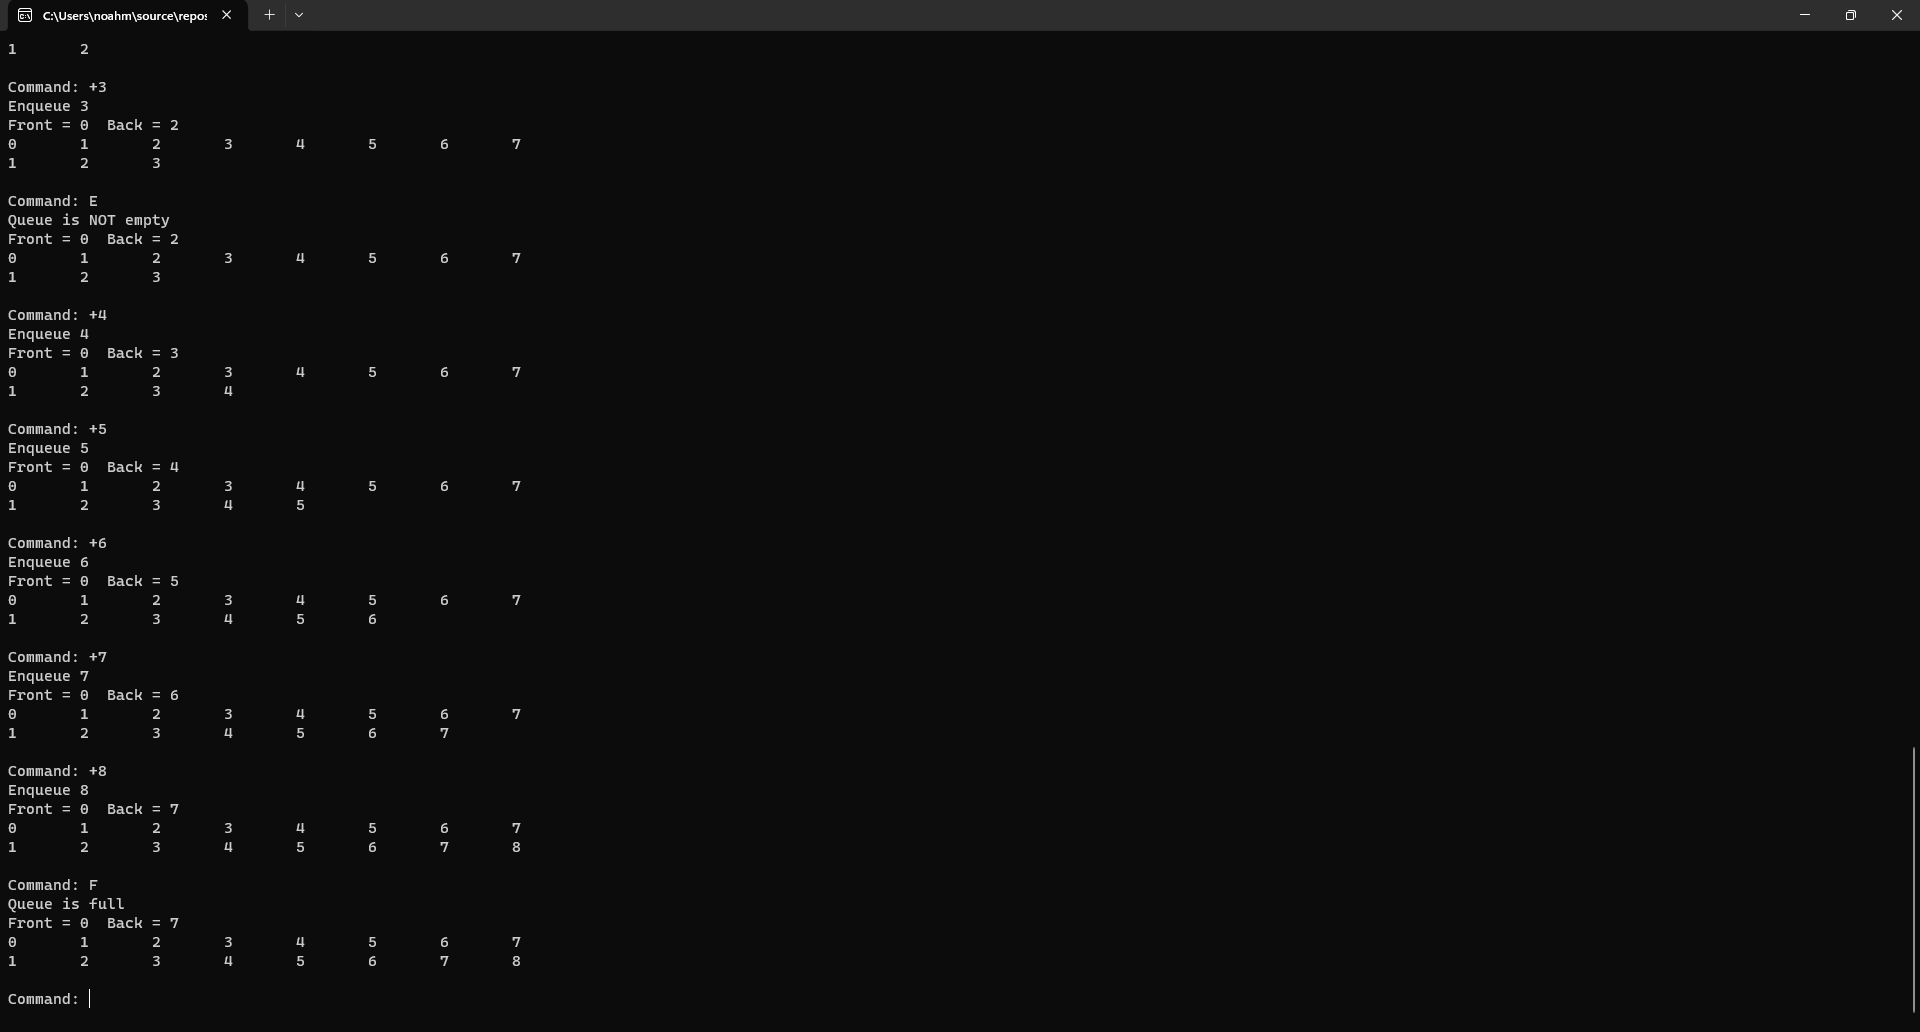 C:\Users\noahm\source\repos
1       2

Command: +3
Enqueue 3
Front = 0  Back = 2
0       1       2       3       4       5       6       7
1       2       3

Command: E
Queue is NOT empty
Front = 0  Back = 2
0       1       2       3       4       5       6       7
1       2       3

Command: +4
Enqueue 4
Front = 0  Back = 3
0       1       2       3       4       5       6       7
1       2       3       4

Command: +5
Enqueue 5
Front = 0  Back = 4
0       1       2       3       4       5       6       7
1       2       3       4       5

Command: +6
Enqueue 6
Front = 0  Back = 5
0       1       2       3       4       5       6       7
1       2       3       4       5       6

Command: +7
Enqueue 7
Front = 0  Back = 6
0       1       2       3       4       5       6       7
1       2       3       4       5       6       7

Command: +8
Enqueue 8
Front = 0  Back = 7
0       1       2       3       4       5       6       7
1       2       3       4       5       6       7       8

Command: F
Queue is full
Front = 0  Back = 7
0       1       2       3       4       5       6       7
1       2       3       4       5       6       7       8

Command: